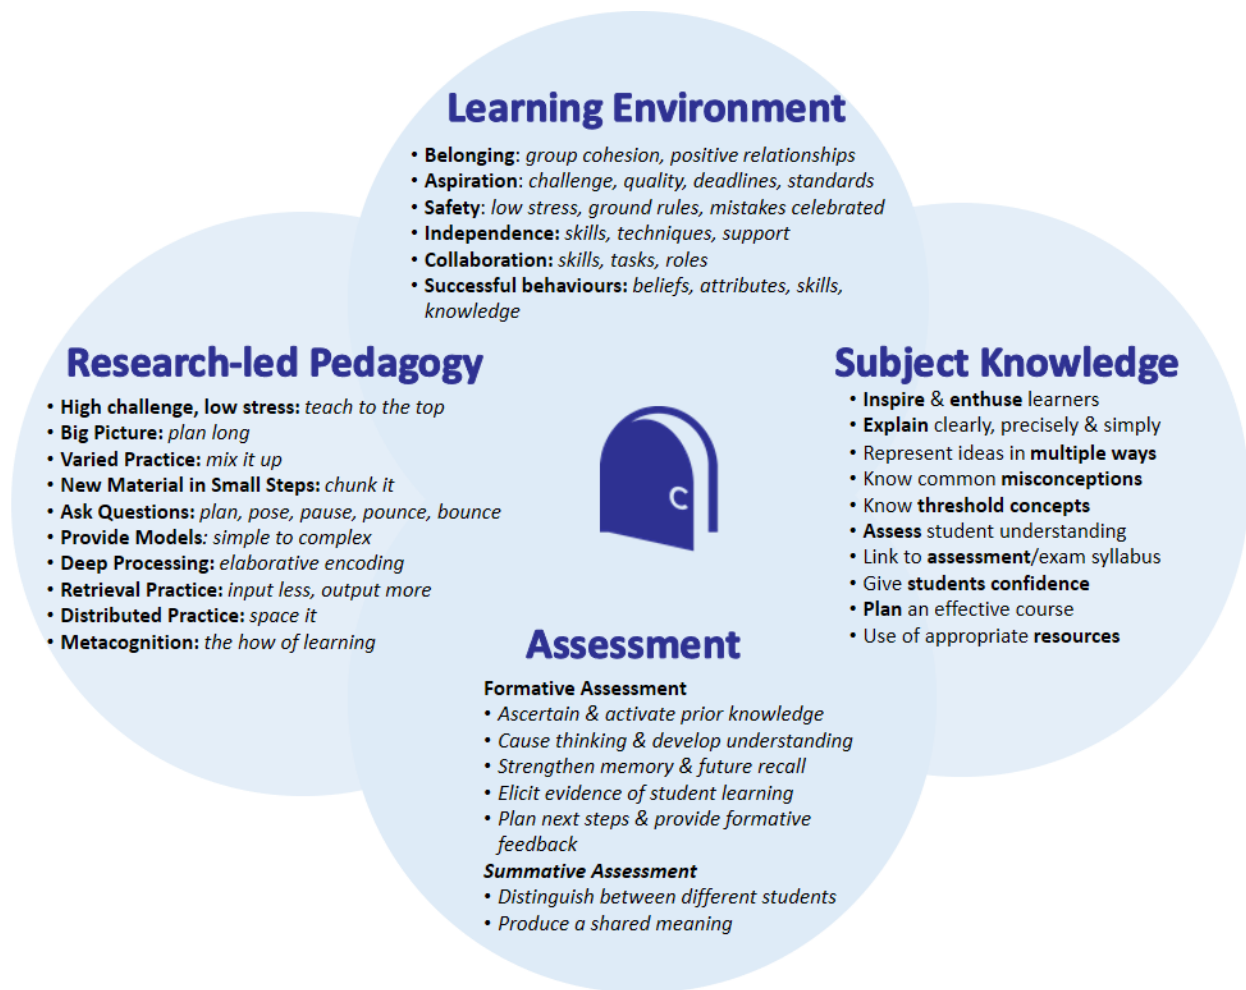 Learning Environment
• Belonging: group cohesion, positive relationships
• Aspiration: challenge, quality, deadlines, standards
• Safety: low stress, ground rules, mistakes celebrated
• Independence: skills, techniques, support
• Collaboration: skills, tasks, roles
• Successful behaviours: beliefs, attributes, skills,
knowledge
Research-led Pedagogy
• High challenge, low stress: teach to the top
• Big Picture: plan long
• Varied Practice: mix it up
• New Material in Small Steps: chunk it
• Ask Questions: plan, pose, pause, pounce, bounce
• Provide Models: simple to complex
• Deep Processing: elaborative encoding
• Retrieval Practice: input less, output more
• Distributed Practice: space it
• Metacognition: the how of learning
C
Subject Knowledge
• Inspire & enthuse learners
• Explain clearly, precisely & simply
• Represent ideas in multiple ways
• Know common misconceptions
• Know threshold concepts
• Assess student understanding
• Link to assessment/exam syllabus
• Give students confidence
• Plan an effective course
• Use of appropriate resources
Assessment
Formative Assessment
• Ascertain & activate prior knowledge
• Cause thinking & develop understanding
• Strengthen memory & future recall
• Elicit evidence of student learning
• Plan next steps & provide formative
feedback
Summative Assessment
• Distinguish between different students
• Produce a shared meaning